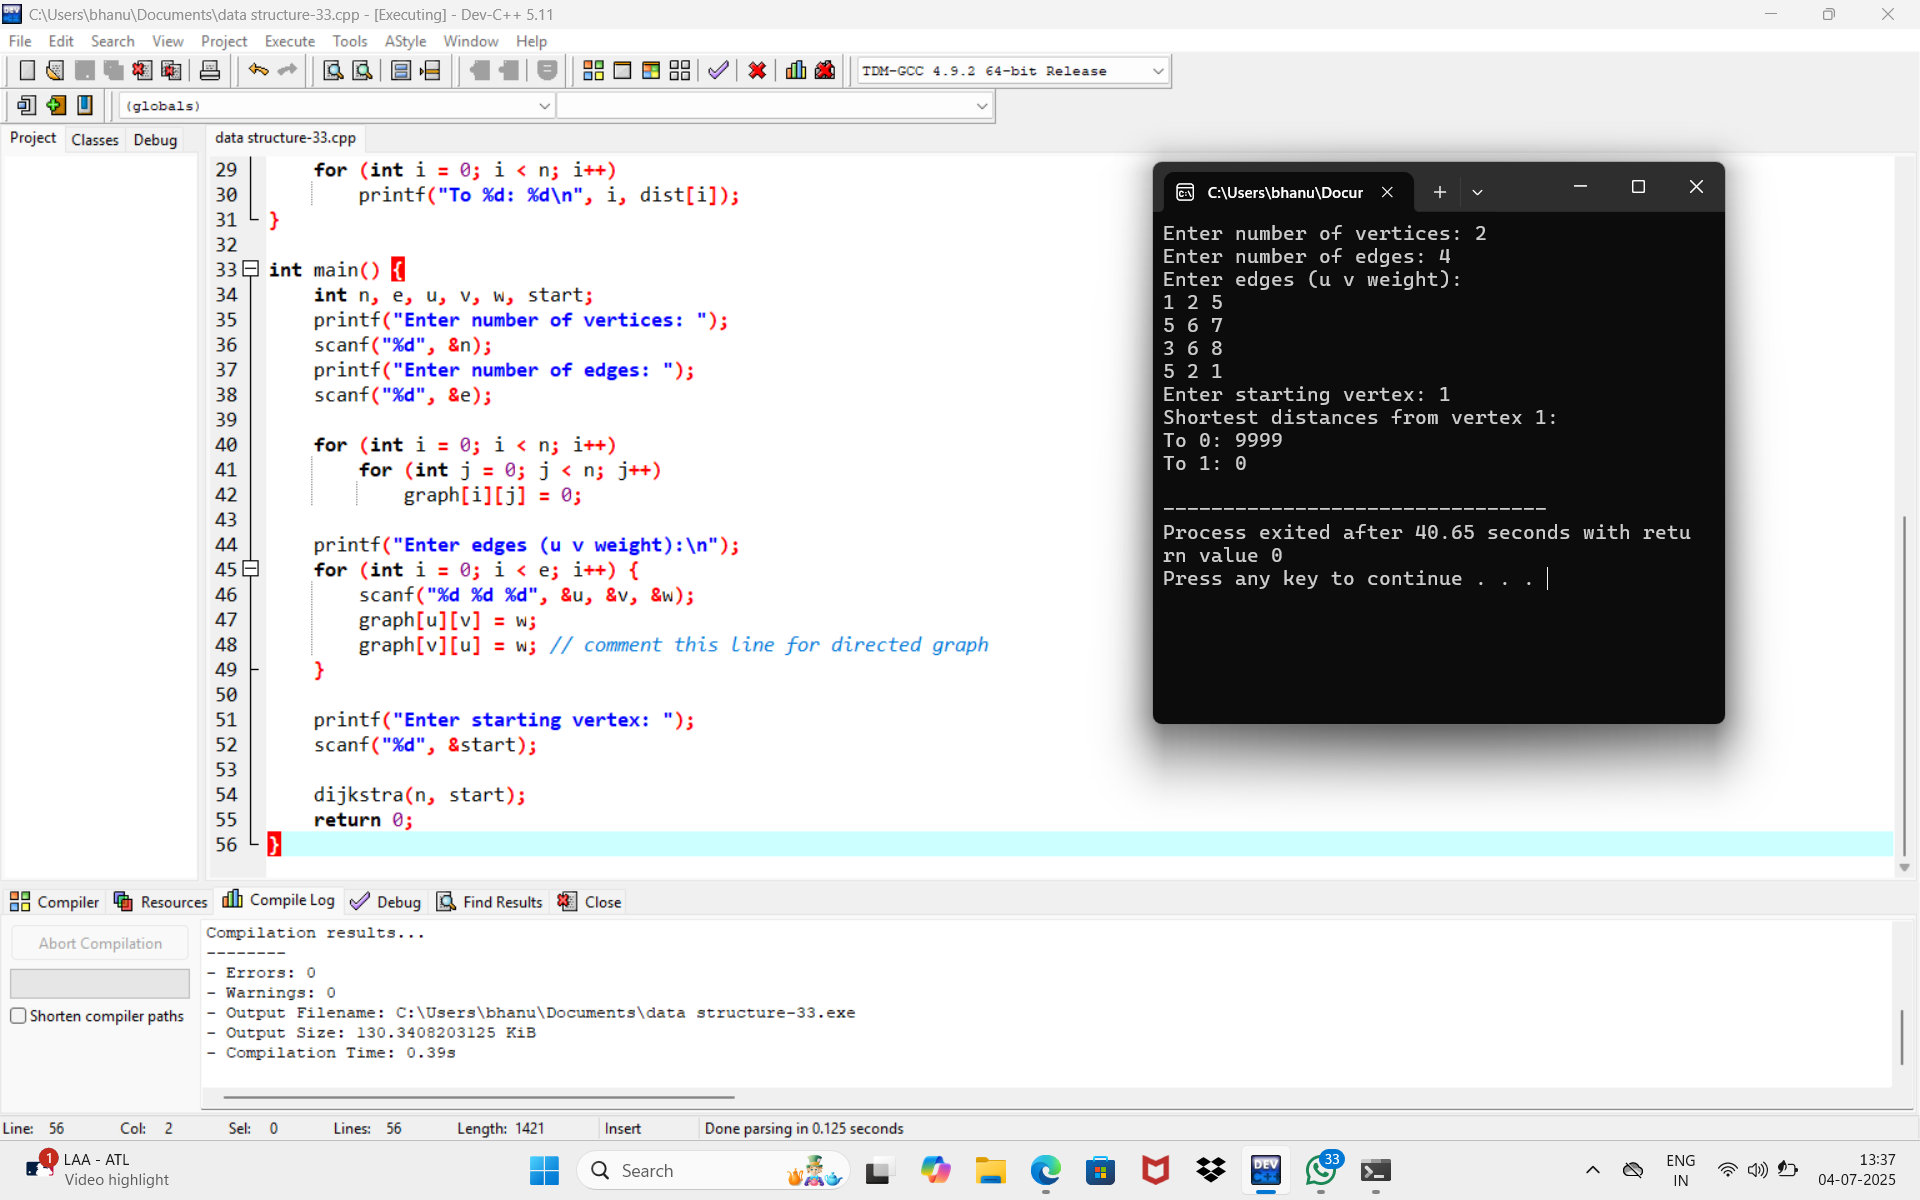 C:\Users\bhanu\Documents\data structure-33.cpp - [Executing] - Dev-C++ 5.11
File Edit Search View Project Execute Tools AStyle Window Help
TDM-GCC 4.9.2 64-bit Release
(globals)
Project Classes Debug
data structure-33.cpp
29 for (int i = 0; i < n; i++)
30 printf("To %d: %d\n", i, dist[i]);
31 }
32
33 int main() {
34 int n, e, u, v, w, start;
35 printf("Enter number of vertices: ");
36 scanf("%d", &n);
37 printf("Enter number of edges: ");
38 scanf("%d", &e);
39
40 for (int i = 0; i < n; i++)
41 for (int j = 0; j < n; j++)
42 graph[i][j] = 0;
43
44 printf("Enter edges (u v weight):\n");
45 for (int i = 0; i < e; i++) {
46 scanf("%d %d %d", &u, &v, &w);
47 graph[u][v] = w;
48 graph[v][u] = w; // comment this line for directed graph
49 }
50
51 printf("Enter starting vertex: ");
52 scanf("%d", &start);
53
54 dijkstra(n, start);
55 return 0;
56 }
C:\Users\bhanu\Docur
Enter number of vertices: 2
Enter number of edges: 4
Enter edges (u v weight):
1 2 5
5 6 7
3 6 8
5 2 1
Enter starting vertex: 1
Shortest distances from vertex 1:
To 0: 9999
To 1: 0
--------------------------------
Process exited after 40.65 seconds with retu
rn value 0
Press any key to continue . . .
Compiler Resources Compile Log Debug Find Results Close
Abort Compilation
Shorten compiler paths
Compilation results...
--------
- Errors: 0
- Warnings: 0
- Output Filename: C:\Users\bhanu\Documents\data structure-33.exe
- Output Size: 130.3408203125 KiB
- Compilation Time: 0.39s
Line: 56 Col: 2 Sel: 0 Lines: 56 Length: 1421 Insert Done parsing in 0.125 seconds
1
LAA - ATL
Video highlight
Search
DEV
33
ENG
IN
13:37
04-07-2025